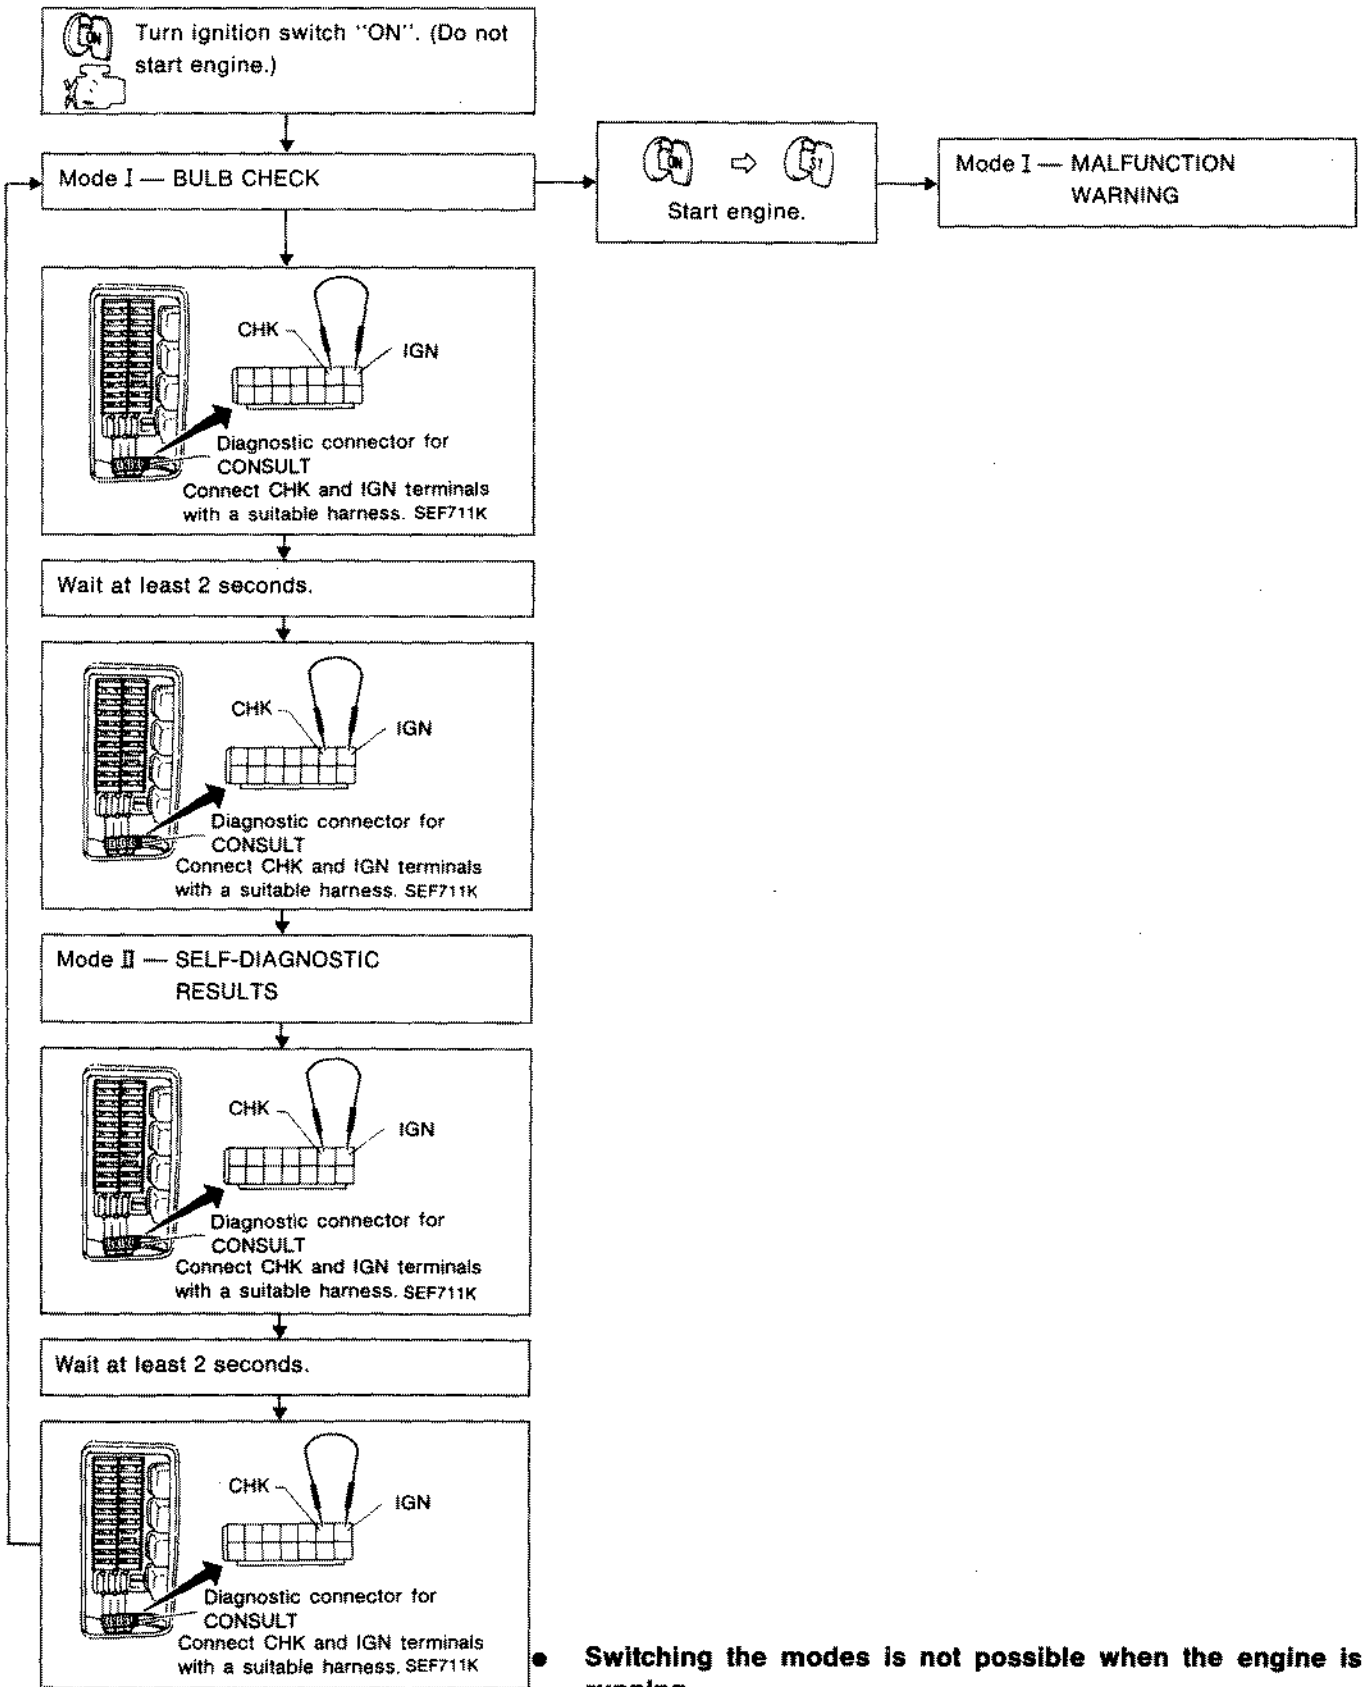 Turn ignition switch "ON". (Do not
start engine.)
ON
Mode I — BULB CHECK
ON ⇨ ST
Start engine.
Mode I — MALFUNCTION
WARNING
CHK
IGN
Diagnostic connector for
CONSULT
Connect CHK and IGN terminals
with a suitable harness. SEF711K
Wait at least 2 seconds.
CHK
IGN
Diagnostic connector for
CONSULT
Connect CHK and IGN terminals
with a suitable harness. SEF711K
Mode II — SELF-DIAGNOSTIC
RESULTS
CHK
IGN
Diagnostic connector for
CONSULT
Connect CHK and IGN terminals
with a suitable harness. SEF711K
Wait at least 2 seconds.
CHK
IGN
Diagnostic connector for
CONSULT
Connect CHK and IGN terminals
with a suitable harness. SEF711K
● Switching the modes is not possible when the engine is